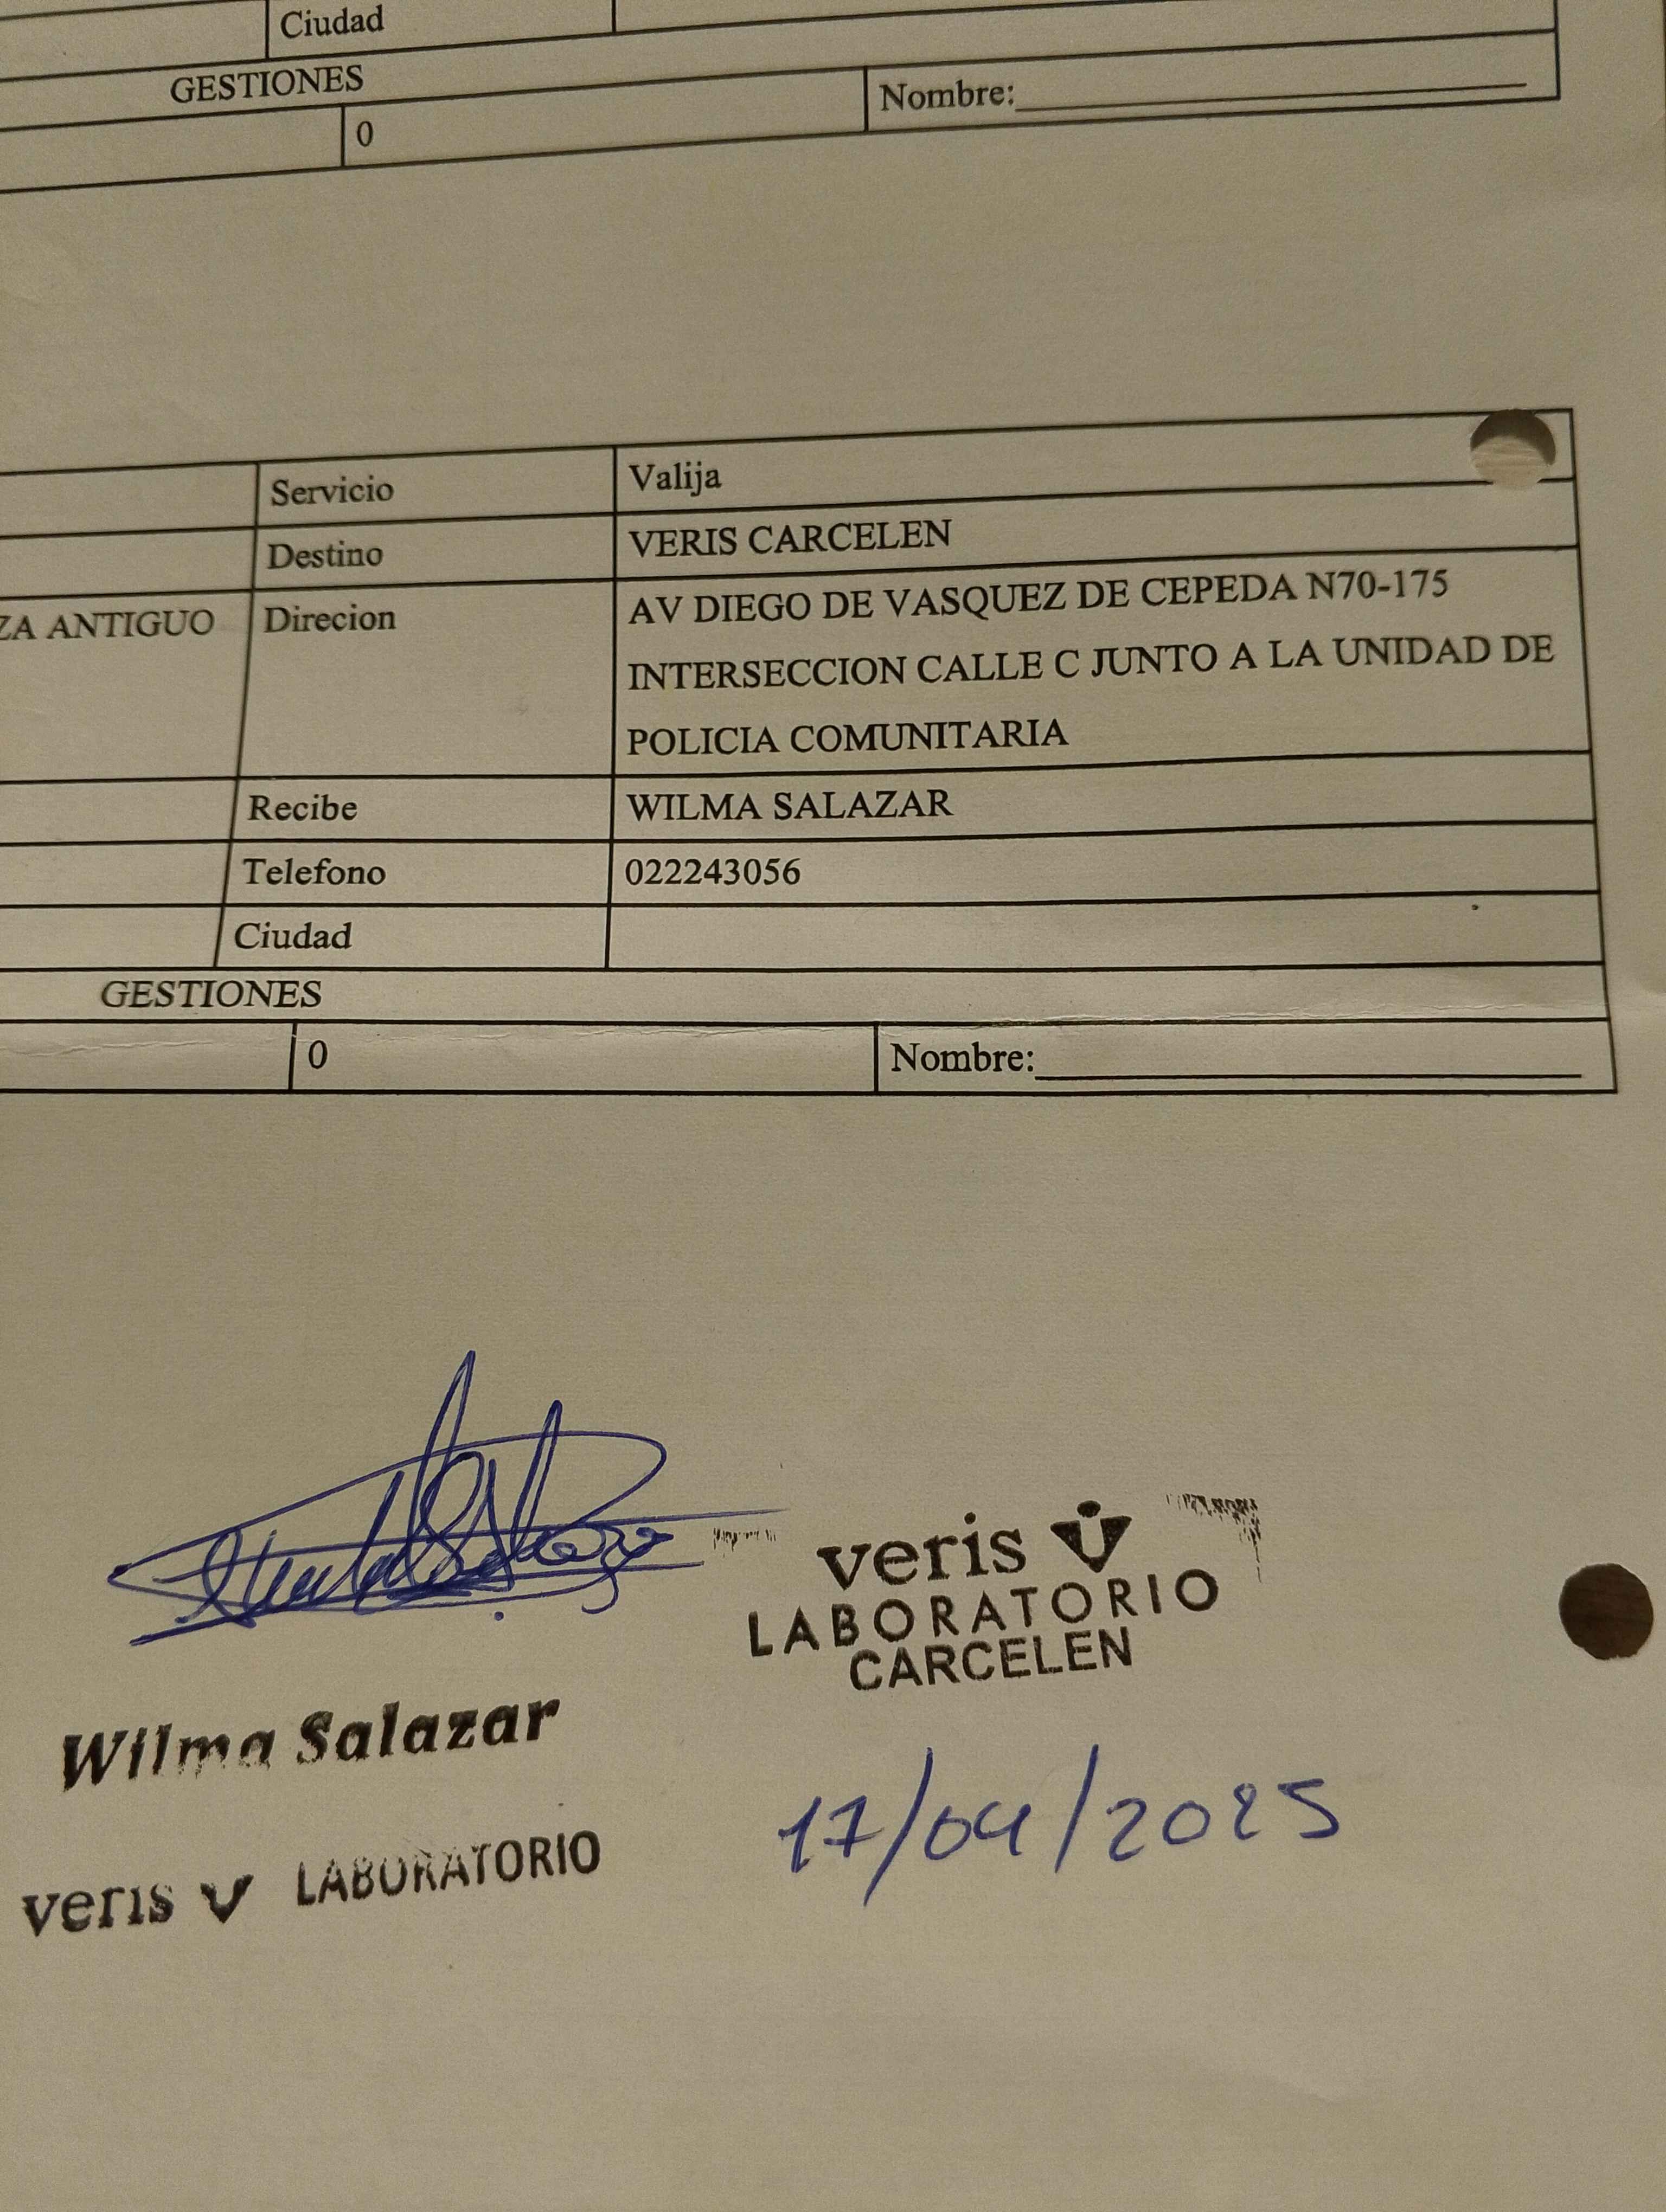 Ciudad
GESTIONES
0 Nombre:
Servicio Valija
Destino VERIS CARCELEN
ZA ANTIGUO Direcion AV DIEGO DE VASQUEZ DE CEPEDA N70-175
INTERSECCION CALLE C JUNTO A LA UNIDAD DE
POLICIA COMUNITARIA
Recibe WILMA SALAZAR
Telefono 022243056
Ciudad
GESTIONES
0 Nombre:
veris
LABORATORIO
CARCELEN
Wilma Salazar
17/04/2025
veris LABORATORIO